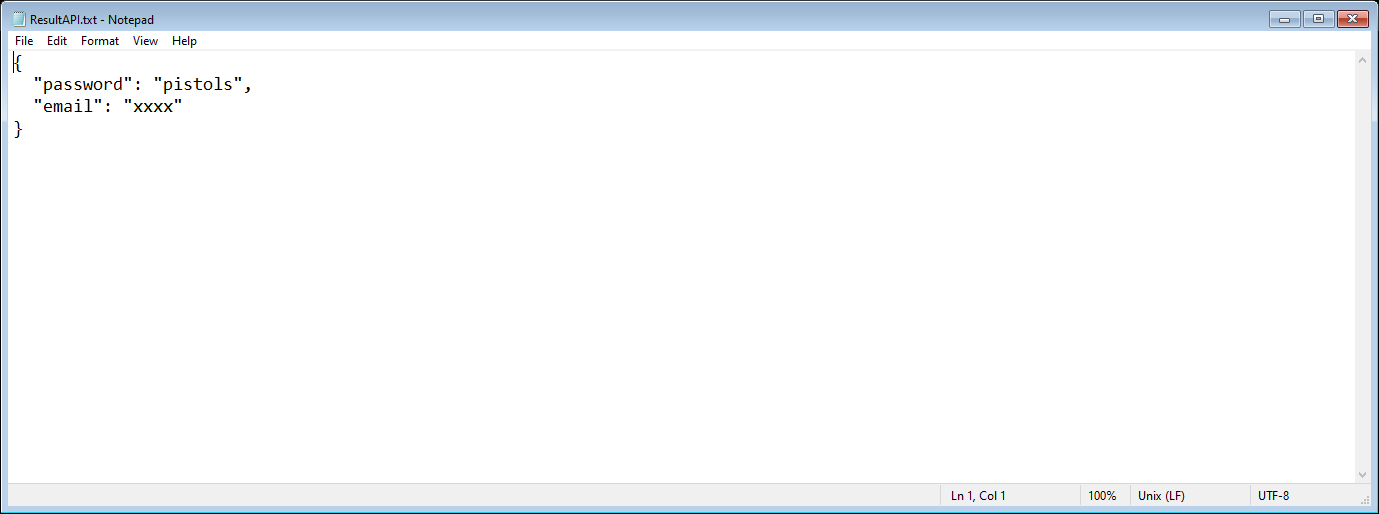 ResultAPI.txt - Notepad
File Edit Format View Help
{
  "password": "pistols",
  "email": "xxxx"
}
Ln 1, Col 1 100% Unix (LF) UTF-8